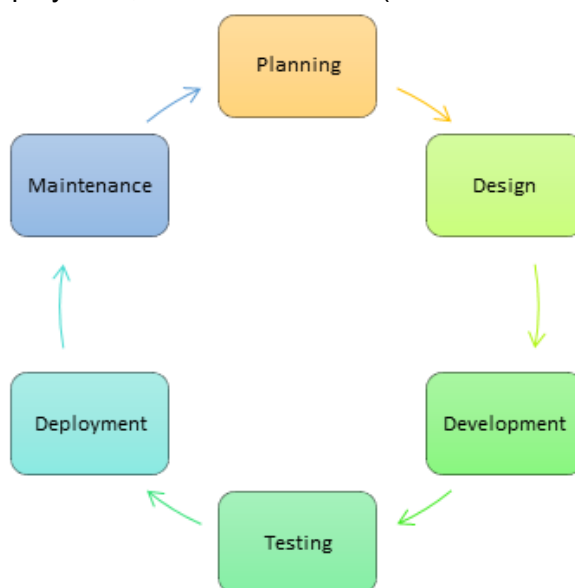 Planning
Design
Development
Testing
Deployment
Maintenance